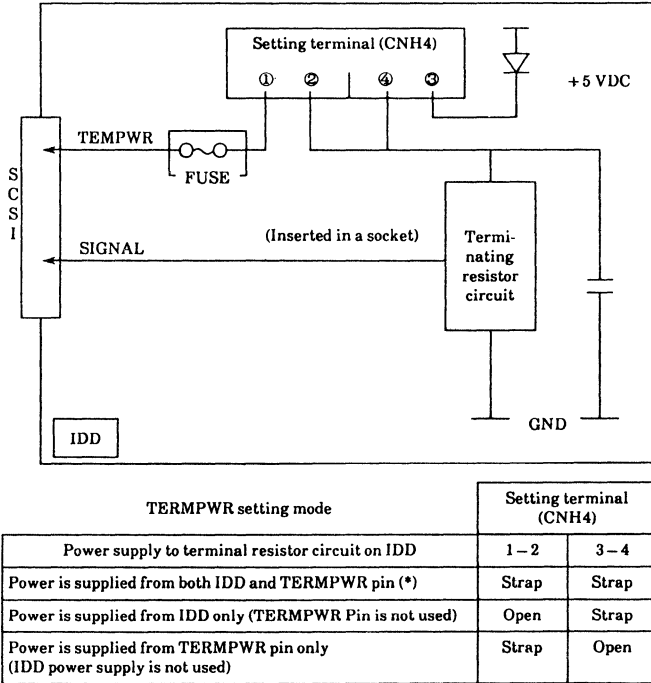 Setting terminal (CNH4)
① ② ④ ③
+5 VDC
TEMPWR
FUSE
SCSI
SIGNAL
(Inserted in a socket)
Termi-
nating
resistor
circuit
GND
IDD
TERMPWR setting mode
Setting terminal
(CNH4)
Power supply to terminal resistor circuit on IDD
1 – 2
3 – 4
Power is supplied from both IDD and TERMPWR pin (*)
Strap
Strap
Power is supplied from IDD only (TERMPWR Pin is not used)
Open
Strap
Power is supplied from TERMPWR pin only
(IDD power supply is not used)
Strap
Open